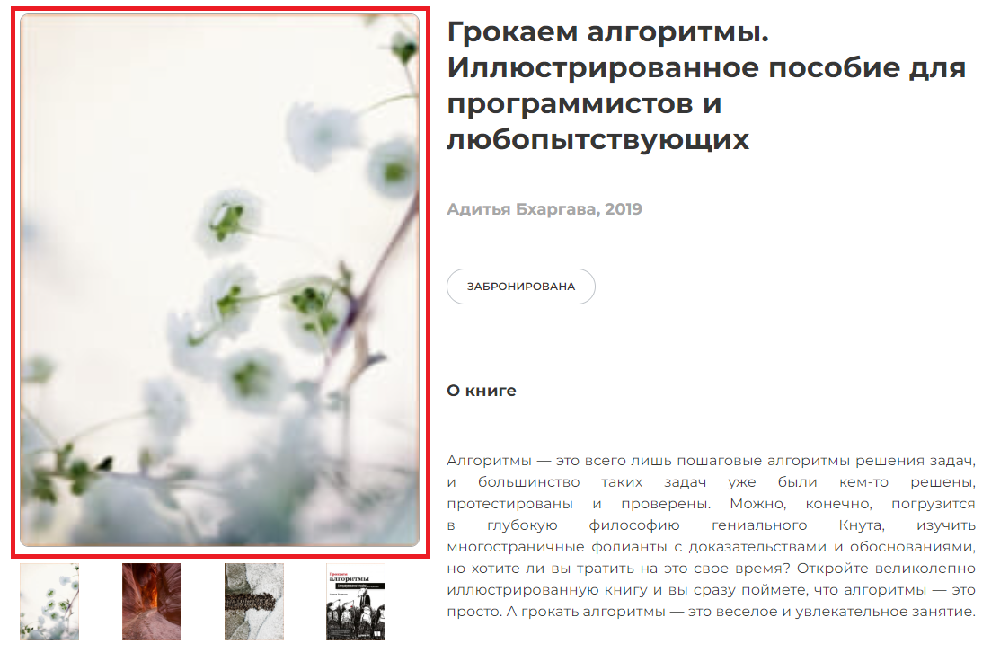 Грокаем алгоритмы.
Иллюстрированное пособие для
программистов и
любопытствующих
Адитья Бхаргава, 2019
ЗАБРОНИРОВАНА
О книге
Алгоритмы — это всего лишь пошаговые алгоритмы решения задач,
и большинство таких задач уже были кем-то решены,
протестированы и проверены. Можно, конечно, погрузится
в глубокую философию гениального Кнута, изучить
многостраничные фолианты с доказательствами и обоснованиями,
но хотите ли вы тратить на это свое время? Откройте великолепно
иллюстрированную книгу и вы сразу поймете, что алгоритмы — это
просто. А грокать алгоритмы — это веселое и увлекательное занятие.
Грокаем
алгоритмы